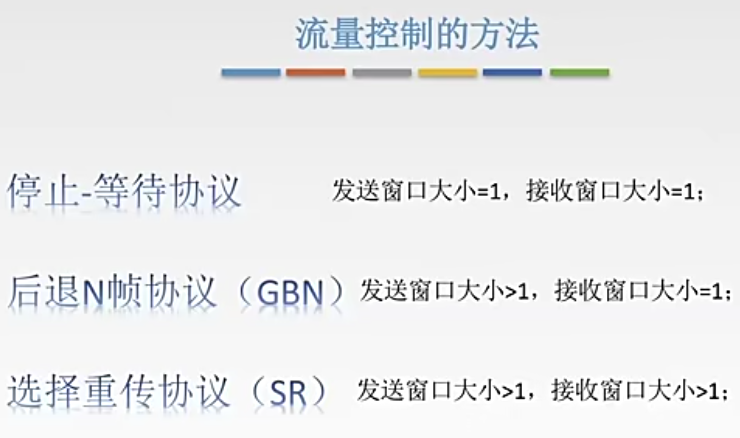 流量控制的方法
停止-等待协议 发送窗口大小=1，接收窗口大小=1；
后退N帧协议（GBN）发送窗口大小>1，接收窗口大小=1；
选择重传协议（SR） 发送窗口大小>1，接收窗口大小>1；